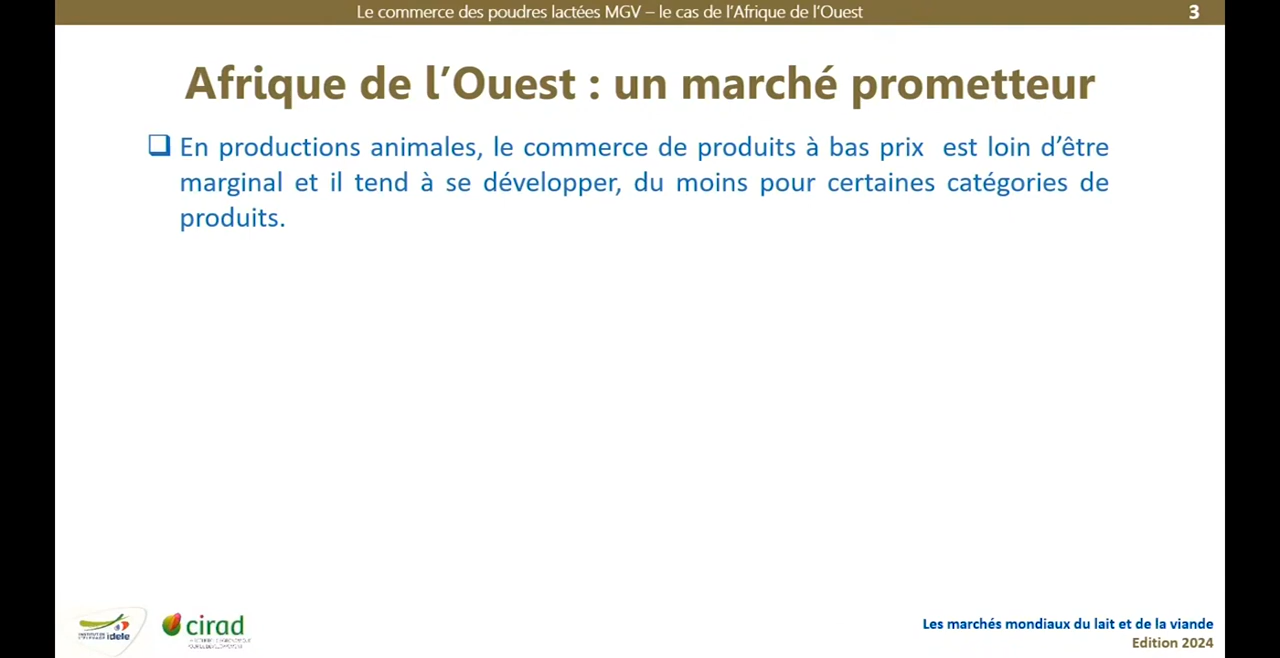 Le commerce des poudres lactées MGV – le cas de l'Afrique de l'Ouest
3
Afrique de l'Ouest : un marché prometteur
En productions animales, le commerce de produits à bas prix est loin d'être
marginal et il tend à se développer, du moins pour certaines catégories de
produits.
idele
cirad
Les marchés mondiaux du lait et de la viande
Edition 2024